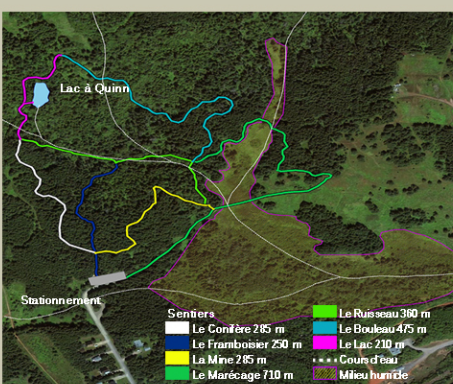 Lac à Quinn
Stationnement
Sentiers
Le Conifère 285 m
Le Framboisier 250 m
La Mine 285 m
Le Marécage 710 m
Le Ruisseau 360 m
Le Bouleau 475 m
Le Lac 210 m
Cours d'eau
Milieu humide